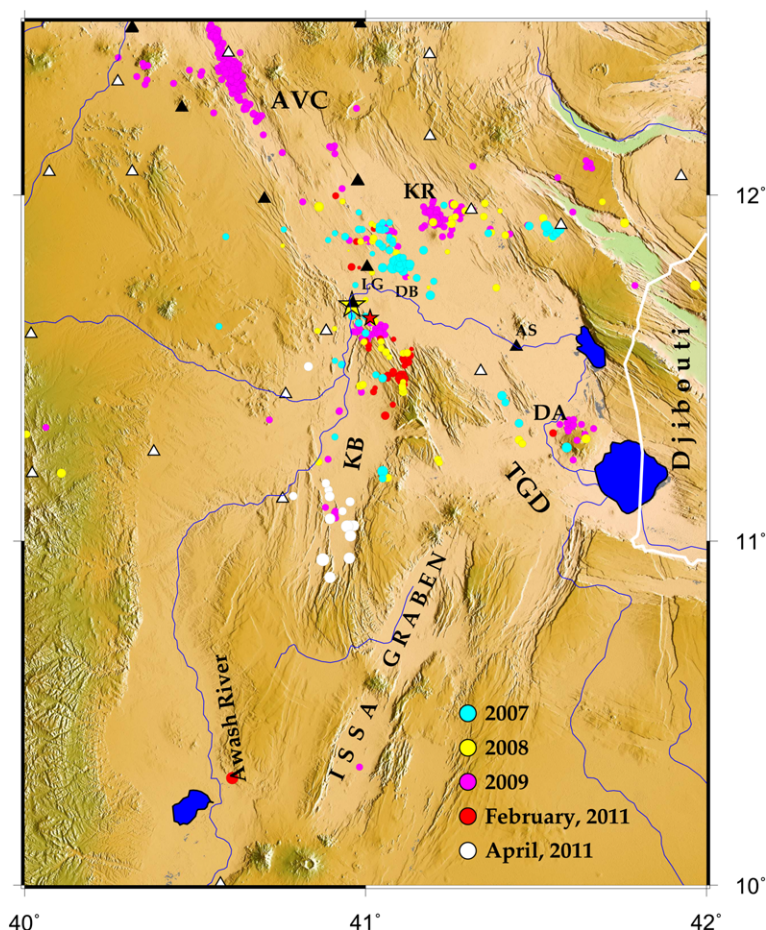 AVC
KR
12°
LG
DB
AS
Djibouti
DA
KB
TGD
11°
ISSA GRABEN
Awash River
2007
2008
2009
February, 2011
April, 2011
10°
40°
41°
42°